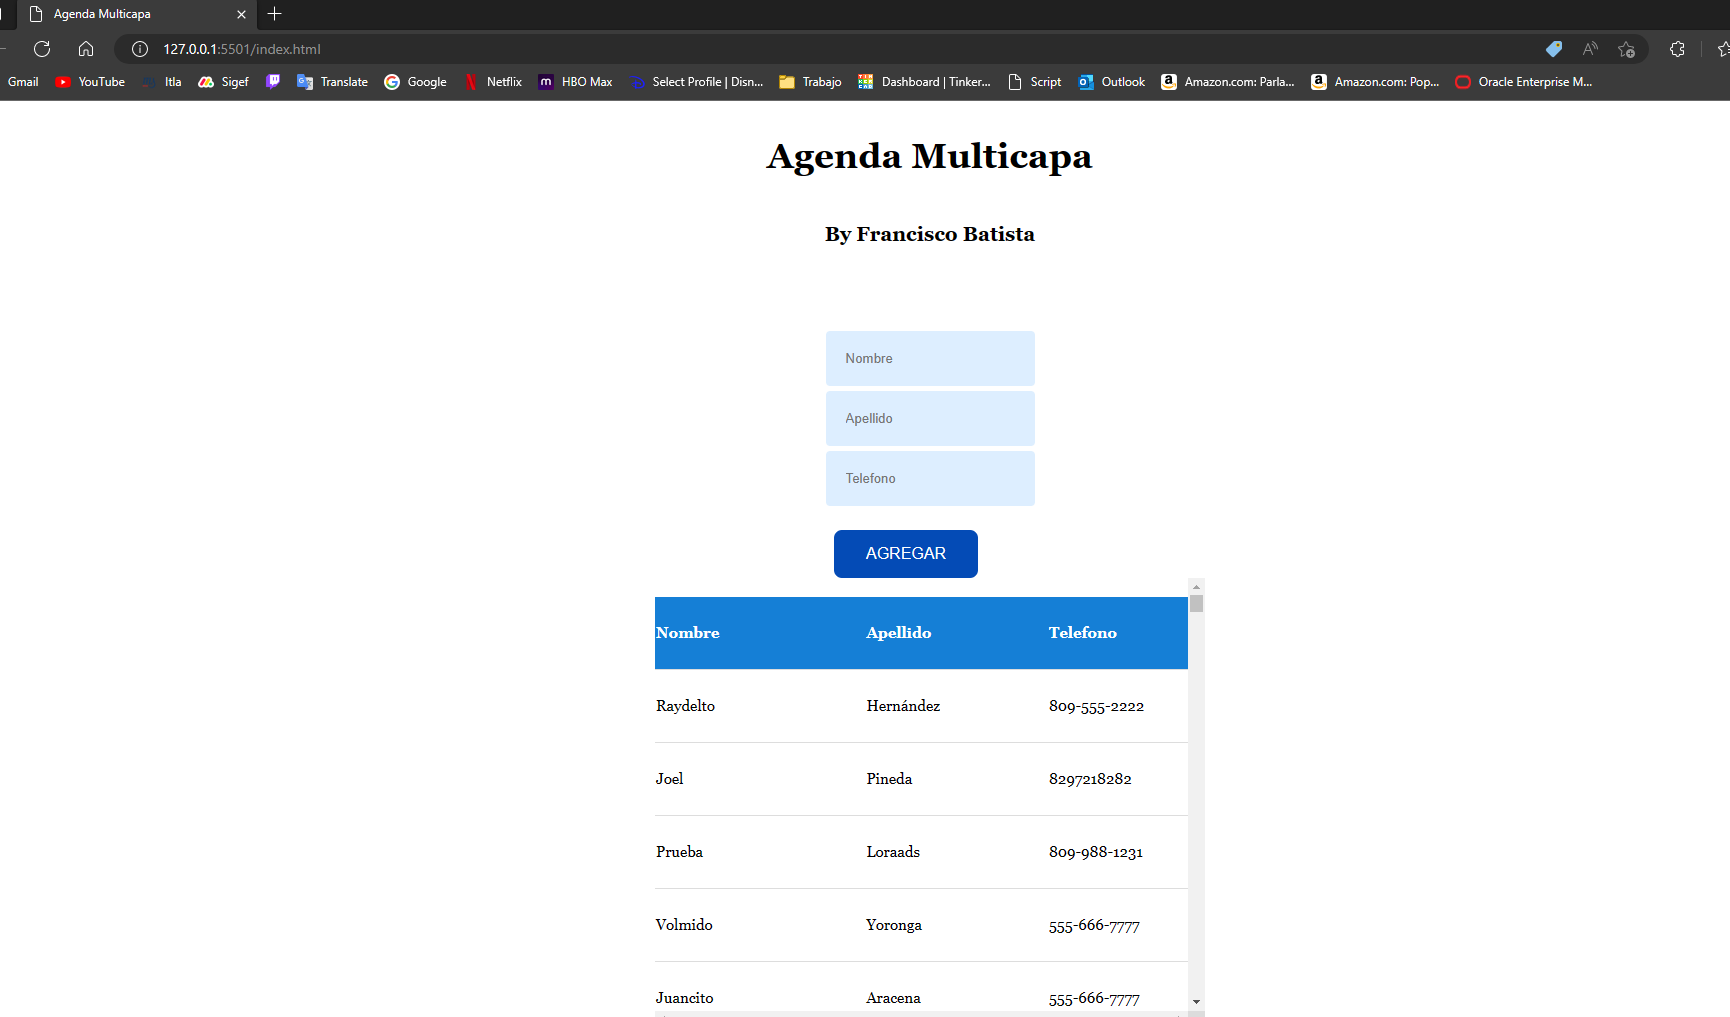 Agenda Multicapa
127.0.0.1:5501/index.html
Gmail YouTube Itla Sigef Translate Google Netflix HBO Max Select Profile | Disn... Trabajo Dashboard | Tinker... Script Outlook Amazon.com: Parla... Amazon.com: Pop... Oracle Enterprise M...
Agenda Multicapa
By Francisco Batista
Nombre
Apellido
Telefono
AGREGAR
Nombre Apellido Telefono
Raydelto Hernández 809-555-2222
Joel Pineda 8297218282
Prueba Loraads 809-988-1231
Volmido Yoronga 555-666-7777
Juancito Aracena 555-666-7777